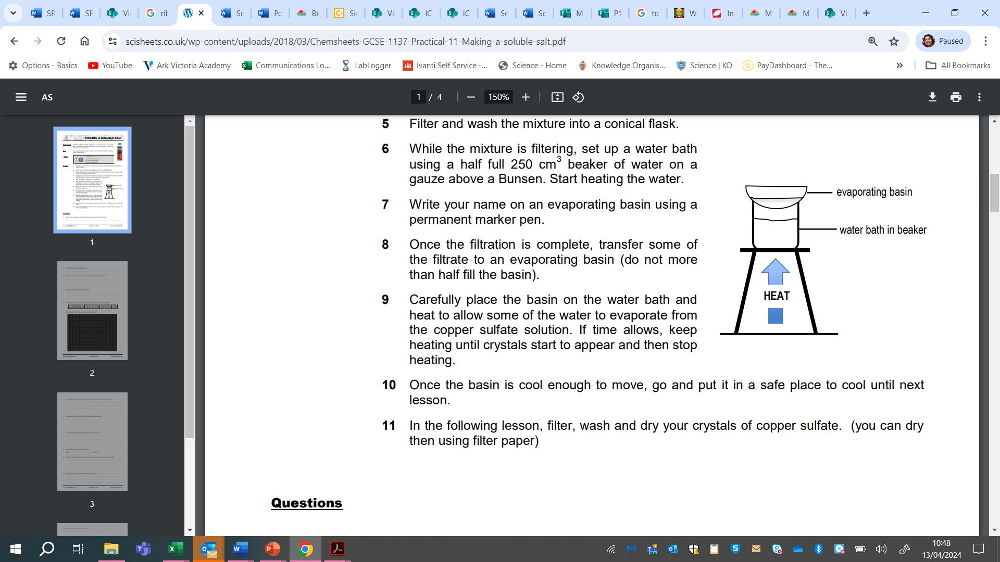 SR
SR
Vi
rib
Sc
Pc
Br
Sig
Vi
IC
IC
Sc
Sc
M
P1
tra
W
In
M
M
Vi
scisheets.co.uk/wp-content/uploads/2018/03/Chemsheets-GCSE-1137-Practical-11-Making-a-soluble-salt.pdf
Paused
Options - Basics
YouTube
Ark Victoria Academy
Communications Lo...
LabLogger
Ivanti Self Service -...
Science - Home
Knowledge Organis...
Science | KO
PayDashboard - The...
All Bookmarks
AS
1 / 4
150%
MAKING A SOLUBLE SALT
1
2
3
5 Filter and wash the mixture into a conical flask.
6 While the mixture is filtering, set up a water bath
using a half full 250 cm³ beaker of water on a
gauze above a Bunsen. Start heating the water.
7 Write your name on an evaporating basin using a
permanent marker pen.
8 Once the filtration is complete, transfer some of
the filtrate to an evaporating basin (do not more
than half fill the basin).
9 Carefully place the basin on the water bath and
heat to allow some of the water to evaporate from
the copper sulfate solution. If time allows, keep
heating until crystals start to appear and then stop
heating.
evaporating basin
water bath in beaker
HEAT
10 Once the basin is cool enough to move, go and put it in a safe place to cool until next
lesson.
11 In the following lesson, filter, wash and dry your crystals of copper sulfate. (you can dry
then using filter paper)
Questions
10:48
13/04/2024